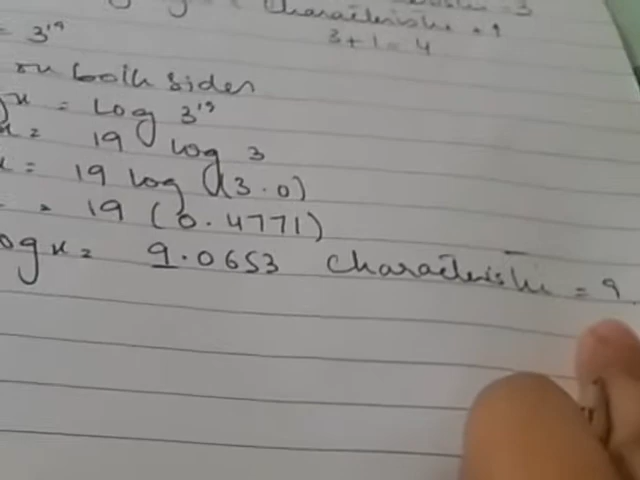 Characteristic = 9
3 + 1 = 4
= 3¹⁹
on both sides
x = Log 3¹⁹
x = 19 log 3
x = 19 log (3.0)
= 19 (0.4771)
log x = 9.0653 Characteristic = 9